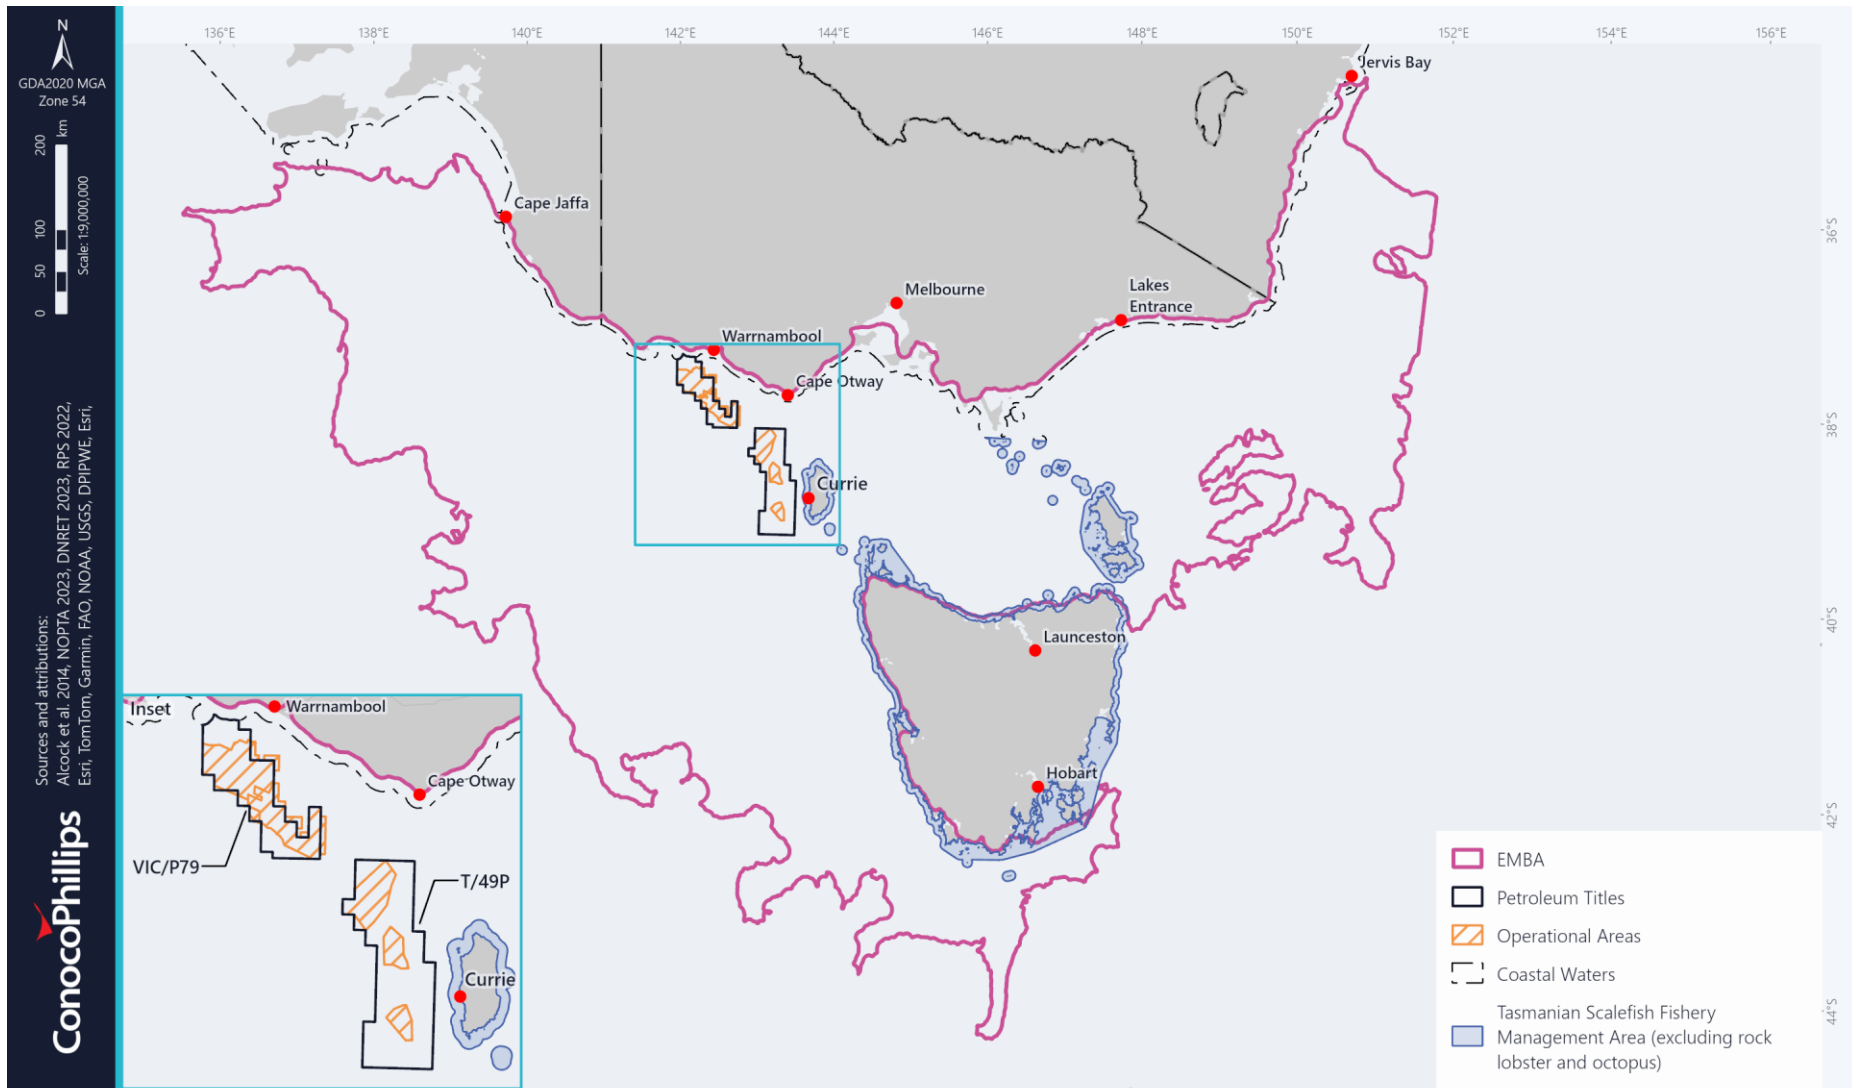 N
GDA2020 MGA
Zone 54
0 50 100 200
km
Scale: 1:9,000,000
Sources and attributions:
Alcock et al. 2014, NOPTA 2023, DNRET 2023, RPS 2022,
Esri, TomTom, Garmin, FAO, NOAA, USGS, DPIPWE, Esri,
ConocoPhillips
136°E 138°E 140°E 142°E 144°E 146°E 148°E 150°E 152°E 154°E 156°E
36°S
38°S
40°S
42°S
44°S
Jervis Bay
Cape Jaffa
Melbourne
Lakes
Entrance
Warrnambool
Cape Otway
Currie
Launceston
Hobart
Inset
Warrnambool
Cape Otway
VIC/P79
T/49P
Currie
EMBA
Petroleum Titles
Operational Areas
Coastal Waters
Tasmanian Scalefish Fishery
Management Area (excluding rock
lobster and octopus)